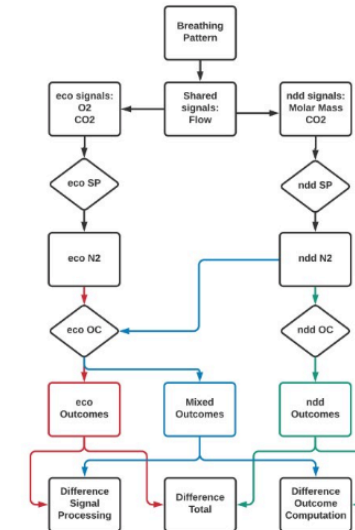 Breathing
Pattern
eco signals:
O2
CO2
Shared
signals:
Flow
ndd signals:
Molar Mass
CO2
eco SP
ndd SP
eco N2
ndd N2
eco OC
ndd OC
eco
Outcomes
Mixed
Outcomes
ndd
Outcomes
Difference
Signal
Processing
Difference
Total
Difference
Outcome
Computation